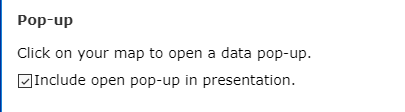 Pop-up
Click on your map to open a data pop-up.
Include open pop-up in presentation.